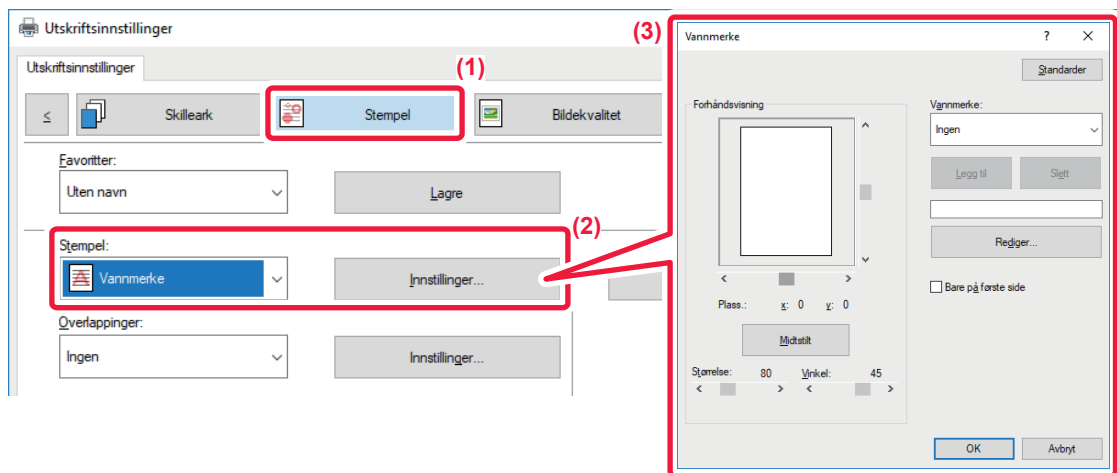 Utskriftsinnstillinger
Utskriftsinnstillinger
(1)
≤
Skilleark
Stempel
Bildekvalitet
Favoritter:
Uten navn
Lagre
(2)
Stempel:
Vannmerke
Innstillinger...
Overlappinger:
Ingen
Innstillinger...
(3)
Vannmerke
?
Standarder
Forhåndsvisning
Vannmerke:
Ingen
Legg til
Slett
Rediger...
Bare på første side
Plass.: x: 0 y: 0
Midtstilt
Størrelse: 80 Vinkel: 45
OK
Avbryt